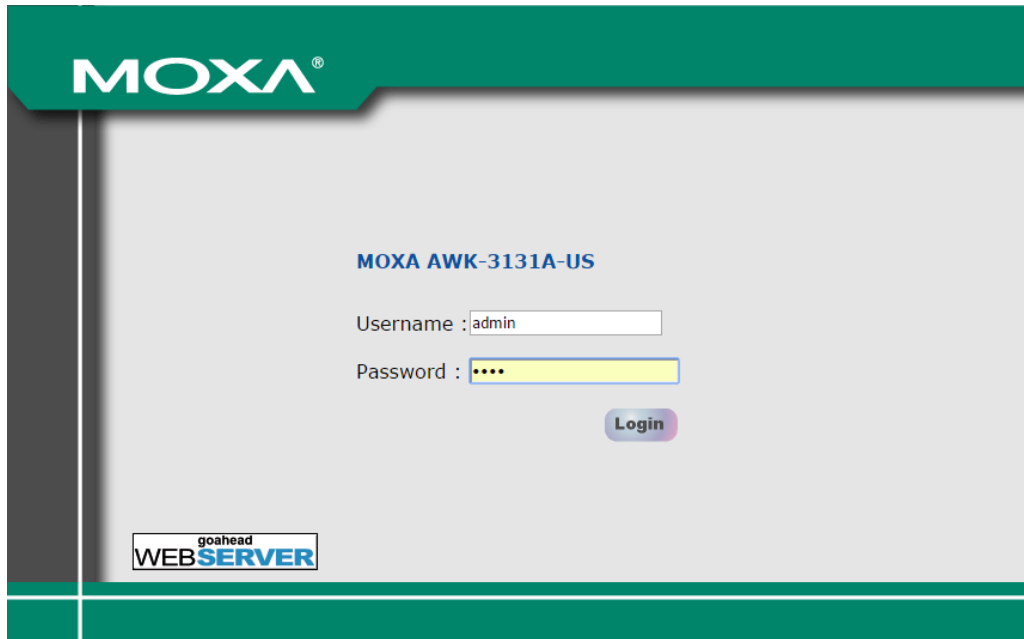 MOXA®
MOXA AWK-3131A-US
Username : admin
Password : ••••
Login
goahead
WEBSERVER